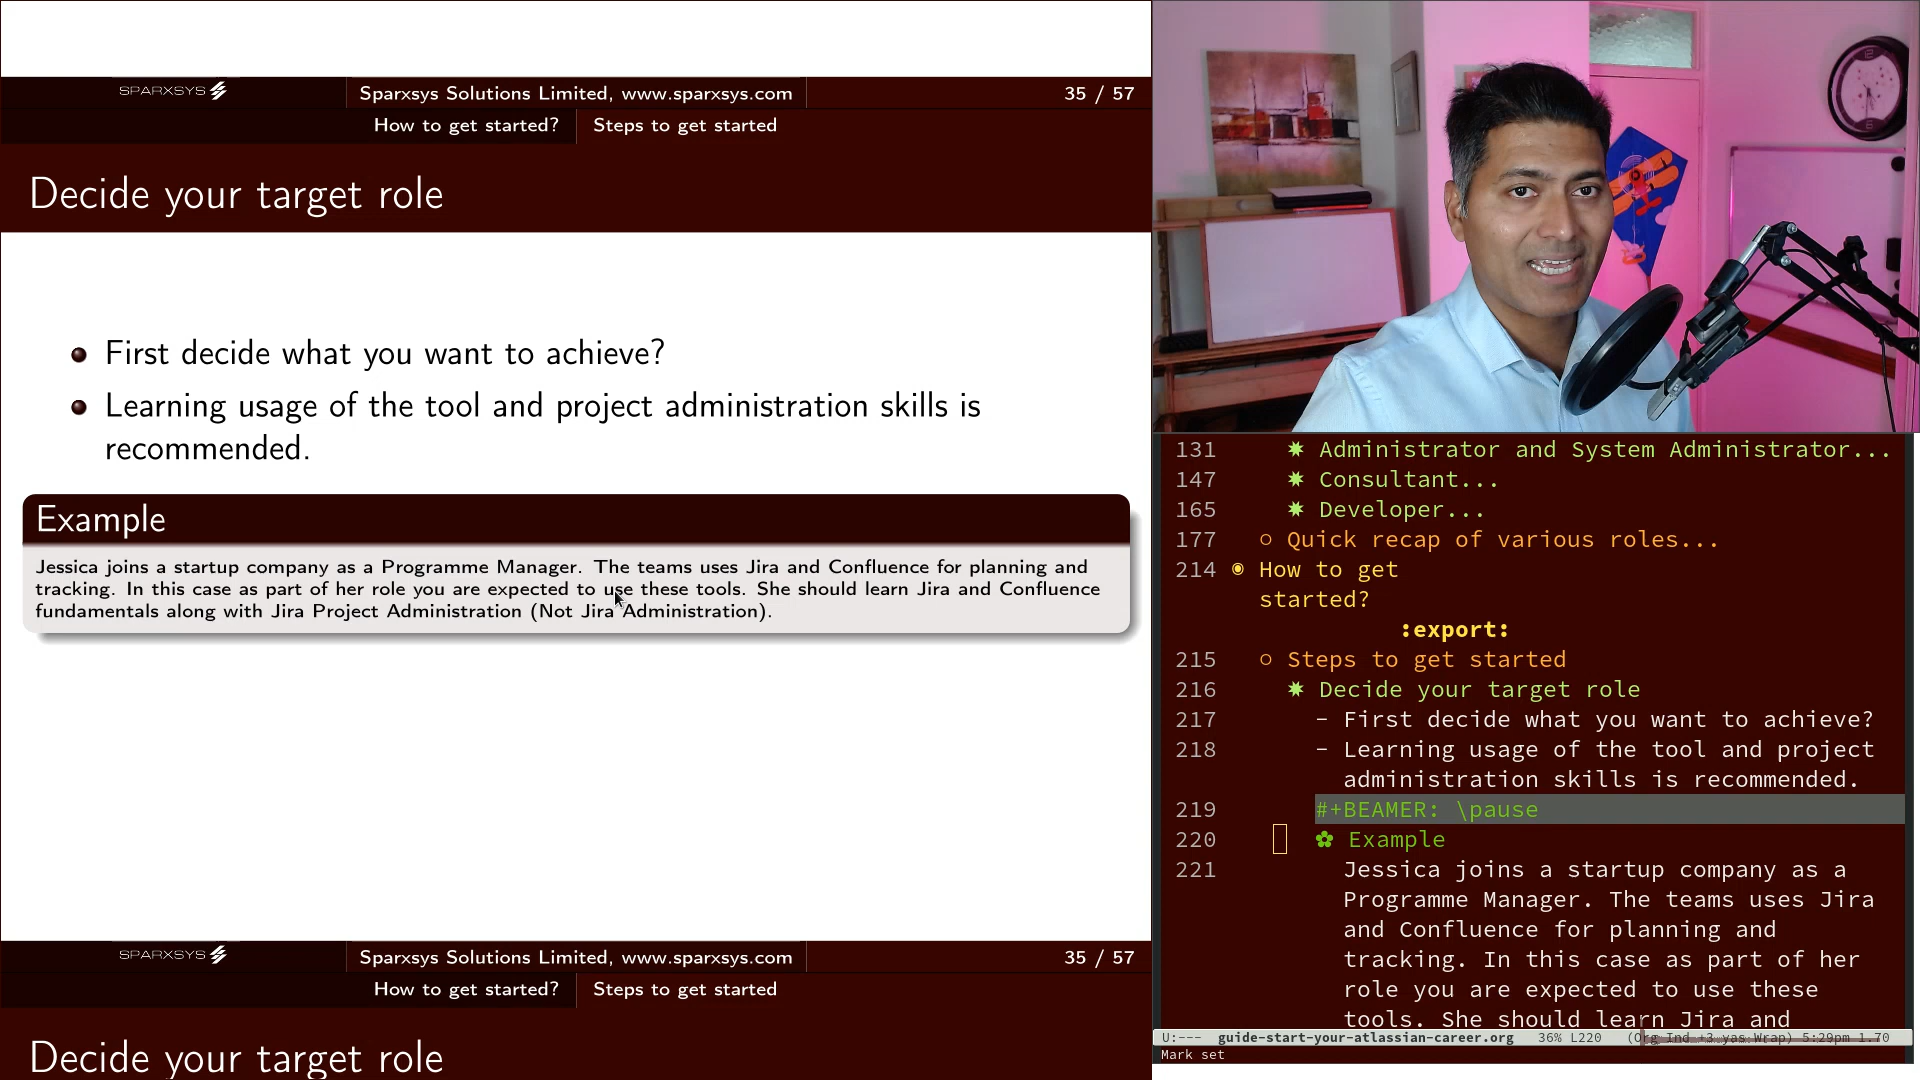 SPARXSYS
Sparxsys Solutions Limited, www.sparxsys.com
35 / 57
How to get started?
Steps to get started
Decide your target role
First decide what you want to achieve?
Learning usage of the tool and project administration skills is
recommended.
Example
Jessica joins a startup company as a Programme Manager. The teams uses Jira and Confluence for planning and
tracking. In this case as part of her role you are expected to use these tools. She should learn Jira and Confluence
fundamentals along with Jira Project Administration (Not Jira Administration).
SPARXSYS
Sparxsys Solutions Limited, www.sparxsys.com
35 / 57
How to get started?
Steps to get started
Decide your target role
131 Administrator and System Administrator...
147 Consultant...
165 Developer...
177 Quick recap of various roles...
214 How to get
started?
:export:
215 Steps to get started
216 Decide your target role
217 - First decide what you want to achieve?
218 - Learning usage of the tool and project
administration skills is recommended.
219 #+BEAMER: \pause
220 Example
221 Jessica joins a startup company as a
Programme Manager. The teams uses Jira
and Confluence for planning and
tracking. In this case as part of her
role you are expected to use these
tools. She should learn Jira and
U:--- guide-start-your-atlassian-career.org 36% L220 (Org Ind +3 yas Wrap) 5:29pm 1.70
Mark set